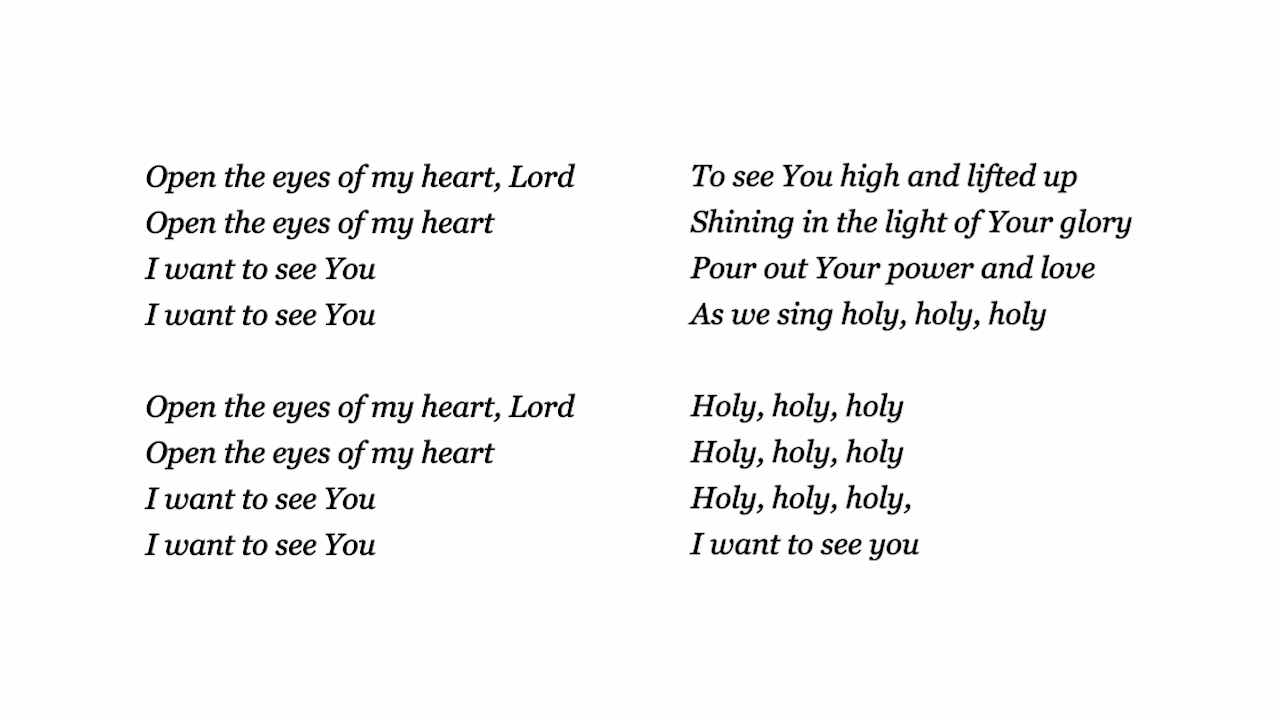 Open the eyes of my heart, Lord
Open the eyes of my heart
I want to see You
I want to see You

Open the eyes of my heart, Lord
Open the eyes of my heart
I want to see You
I want to see You

To see You high and lifted up
Shining in the light of Your glory
Pour out Your power and love
As we sing holy, holy, holy

Holy, holy, holy
Holy, holy, holy
Holy, holy, holy,
I want to see you